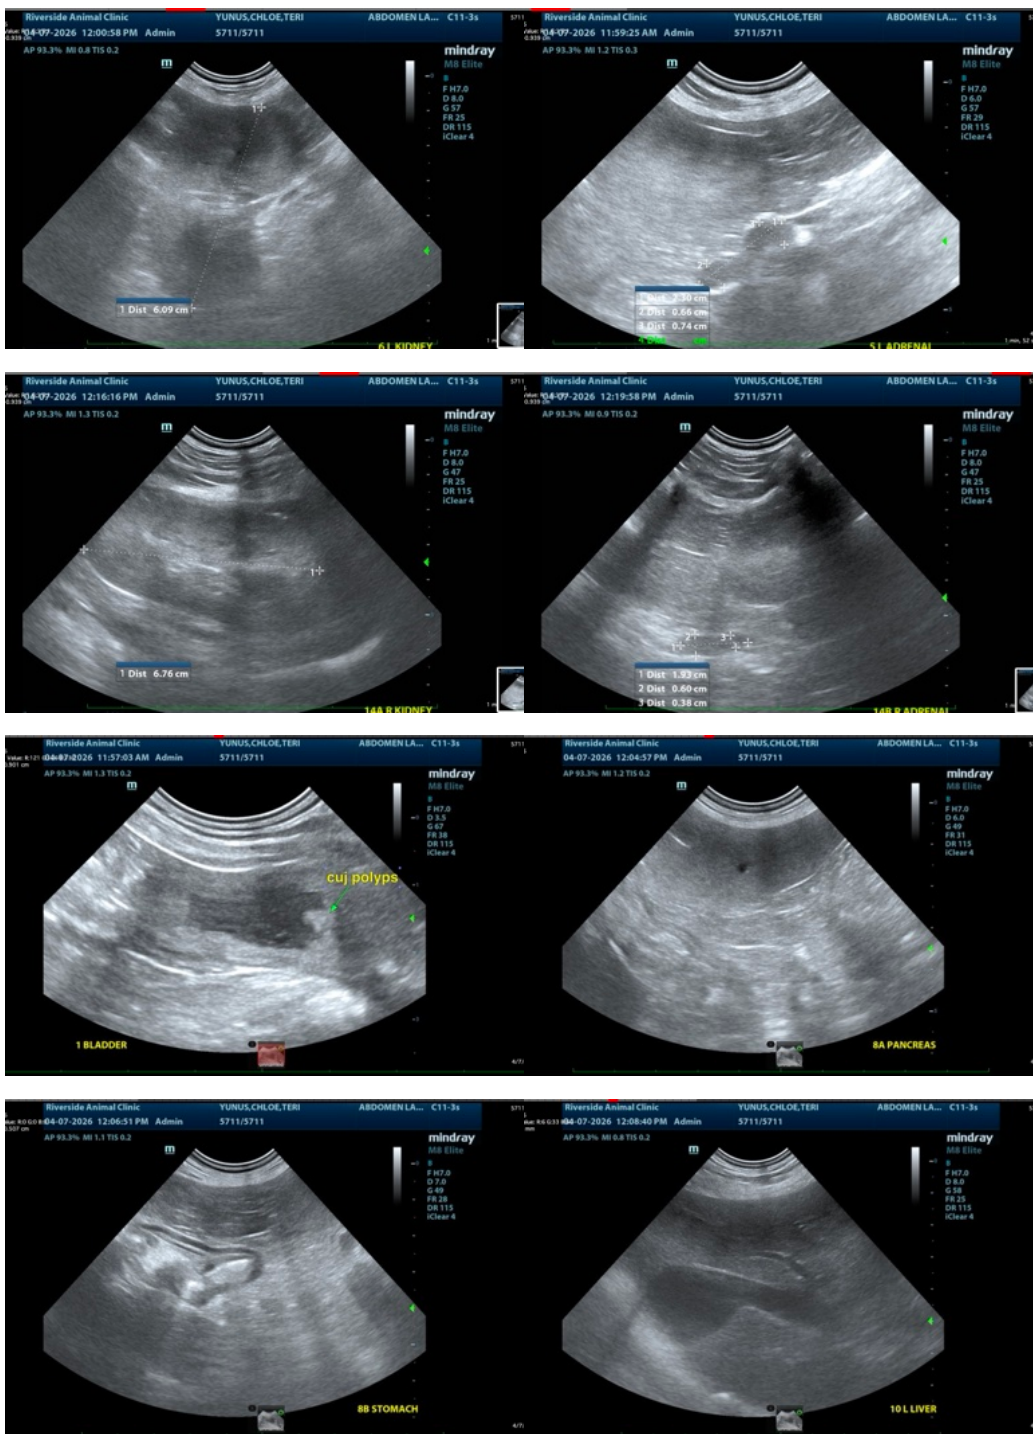 Riverside Animal Clinic YUNUS,CHLOE,TERI ABDOMEN LA... C11-3s
04-07-2026 12:00:58 PM Admin 5711/5711
AP 93.3% MI 0.8 TIS 0.2
mindray
M8 Elite
B
F H7.0
D 8.0
G 57
FR 25
DR 115
iClear 4
1
1 Dist 6.09 cm
6 L KIDNEY
Riverside Animal Clinic YUNUS,CHLOE,TERI ABDOMEN LA... C11-3s
04-07-2026 11:59:25 AM Admin 5711/5711
AP 93.3% MI 1.2 TIS 0.3
mindray
M8 Elite
B
F H7.0
D 6.0
G 57
FR 29
DR 115
iClear 4
2 Dist 0.66 cm
3 Dist 0.74 cm
5 L ADRENAL
Riverside Animal Clinic YUNUS,CHLOE,TERI ABDOMEN LA... C11-3s
04-07-2026 12:16:16 PM Admin 5711/5711
AP 93.3% MI 1.3 TIS 0.2
mindray
M8 Elite
B
F H7.0
D 8.0
G 47
FR 25
DR 115
iClear 4
1
1 Dist 6.76 cm
14A R KIDNEY
Riverside Animal Clinic YUNUS,CHLOE,TERI ABDOMEN LA... C11-3s
04-07-2026 12:19:58 PM Admin 5711/5711
AP 93.3% MI 0.9 TIS 0.2
mindray
M8 Elite
B
F H7.0
D 8.0
G 47
FR 25
DR 115
iClear 4
2 3
1
1 Dist 1.93 cm
2 Dist 0.60 cm
3 Dist 0.38 cm
14B R ADRENAL
Riverside Animal Clinic YUNUS,CHLOE,TERI ABDOMEN LA... C11-3s
04-07-2026 11:57:03 AM Admin 5711/5711
AP 93.3% MI 1.3 TIS 0.2
mindray
M8 Elite
B
F H7.0
D 3.5
G 67
FR 38
DR 115
iClear 4
cuj polyps
1 BLADDER
Riverside Animal Clinic YUNUS,CHLOE,TERI ABDOMEN LA... C11-3s
04-07-2026 12:04:57 PM Admin 5711/5711
AP 93.3% MI 1.2 TIS 0.2
mindray
M8 Elite
B
F H7.0
D 6.0
G 49
FR 31
DR 115
iClear 4
8A PANCREAS
Riverside Animal Clinic YUNUS,CHLOE,TERI ABDOMEN LA... C11-3s
04-07-2026 12:06:51 PM Admin 5711/5711
AP 93.3% MI 1.1 TIS 0.2
mindray
M8 Elite
B
F H7.0
D 7.0
G 49
FR 28
DR 115
iClear 4
8B STOMACH
Riverside Animal Clinic YUNUS,CHLOE,TERI ABDOMEN LA... C11-3s
04-07-2026 12:08:40 PM Admin 5711/5711
AP 93.3% MI 0.8 TIS 0.2
mindray
M8 Elite
B
F H7.0
D 8.0
G 58
FR 25
DR 115
iClear 4
10 L LIVER